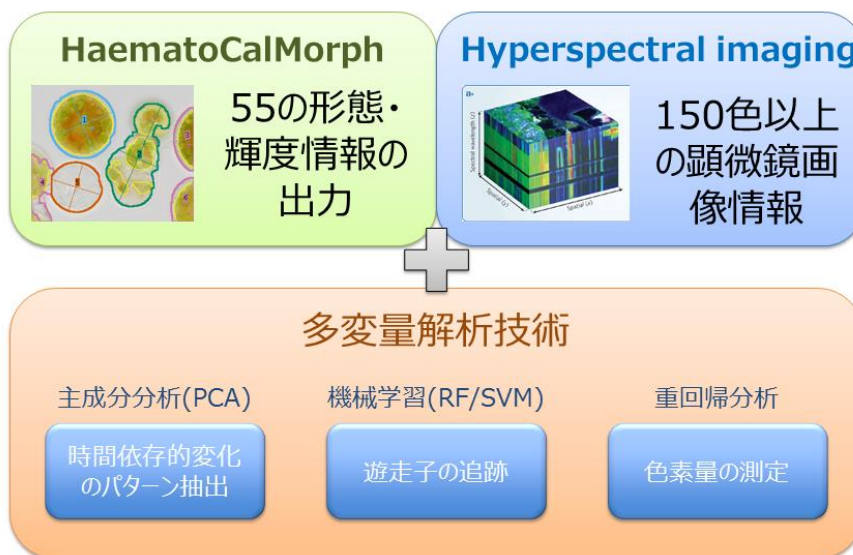 HaematoCalMorph
55の形態・
輝度情報の
出力
Hyperspectral imaging
Spectral wavelength (λ)
Spatial (y)
Spatial (x)
150色以上
の顕微鏡画
像情報
多変量解析技術
主成分分析(PCA)
時間依存的変化
のパターン抽出
機械学習(RF/SVM)
遊走子の追跡
重回帰分析
色素量の測定